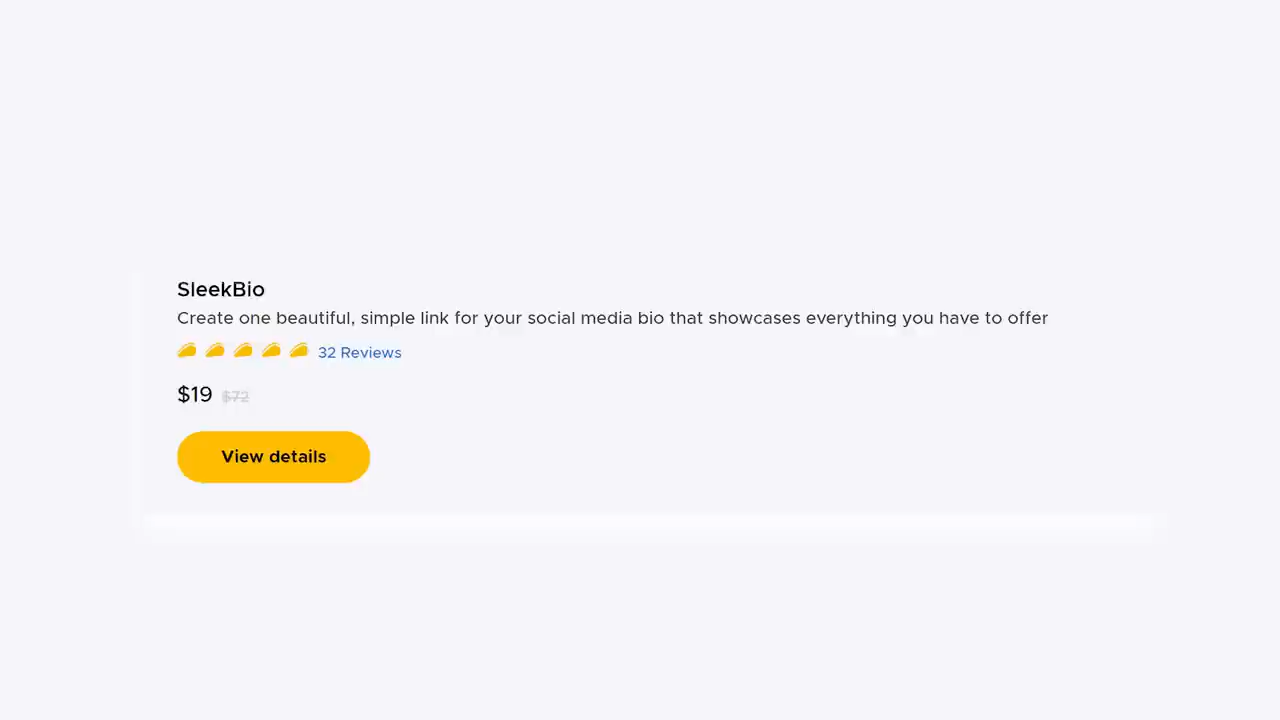 SleekBio
Create one beautiful, simple link for your social media bio that showcases everything you have to offer
32 Reviews
$19 $72
View details